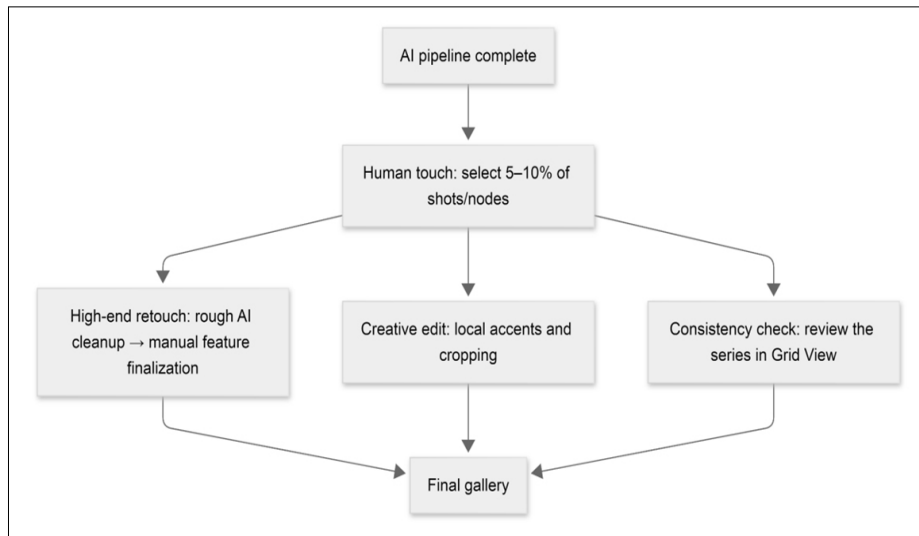 AI pipeline complete
Human touch: select 5–10% of
shots/nodes
High-end retouch: rough AI
cleanup → manual feature
finalization
Creative edit: local accents and
cropping
Consistency check: review the
series in Grid View
Final gallery